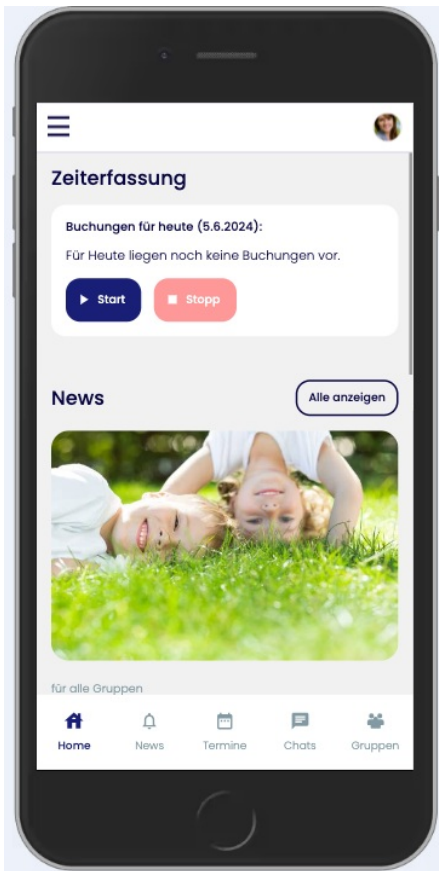 Zeiterfassung
Buchungen für heute (5.6.2024):
Für Heute liegen noch keine Buchungen vor.
Start
Stopp
News
Alle anzeigen
für alle Gruppen
Home
News
Termine
Chats
Gruppen